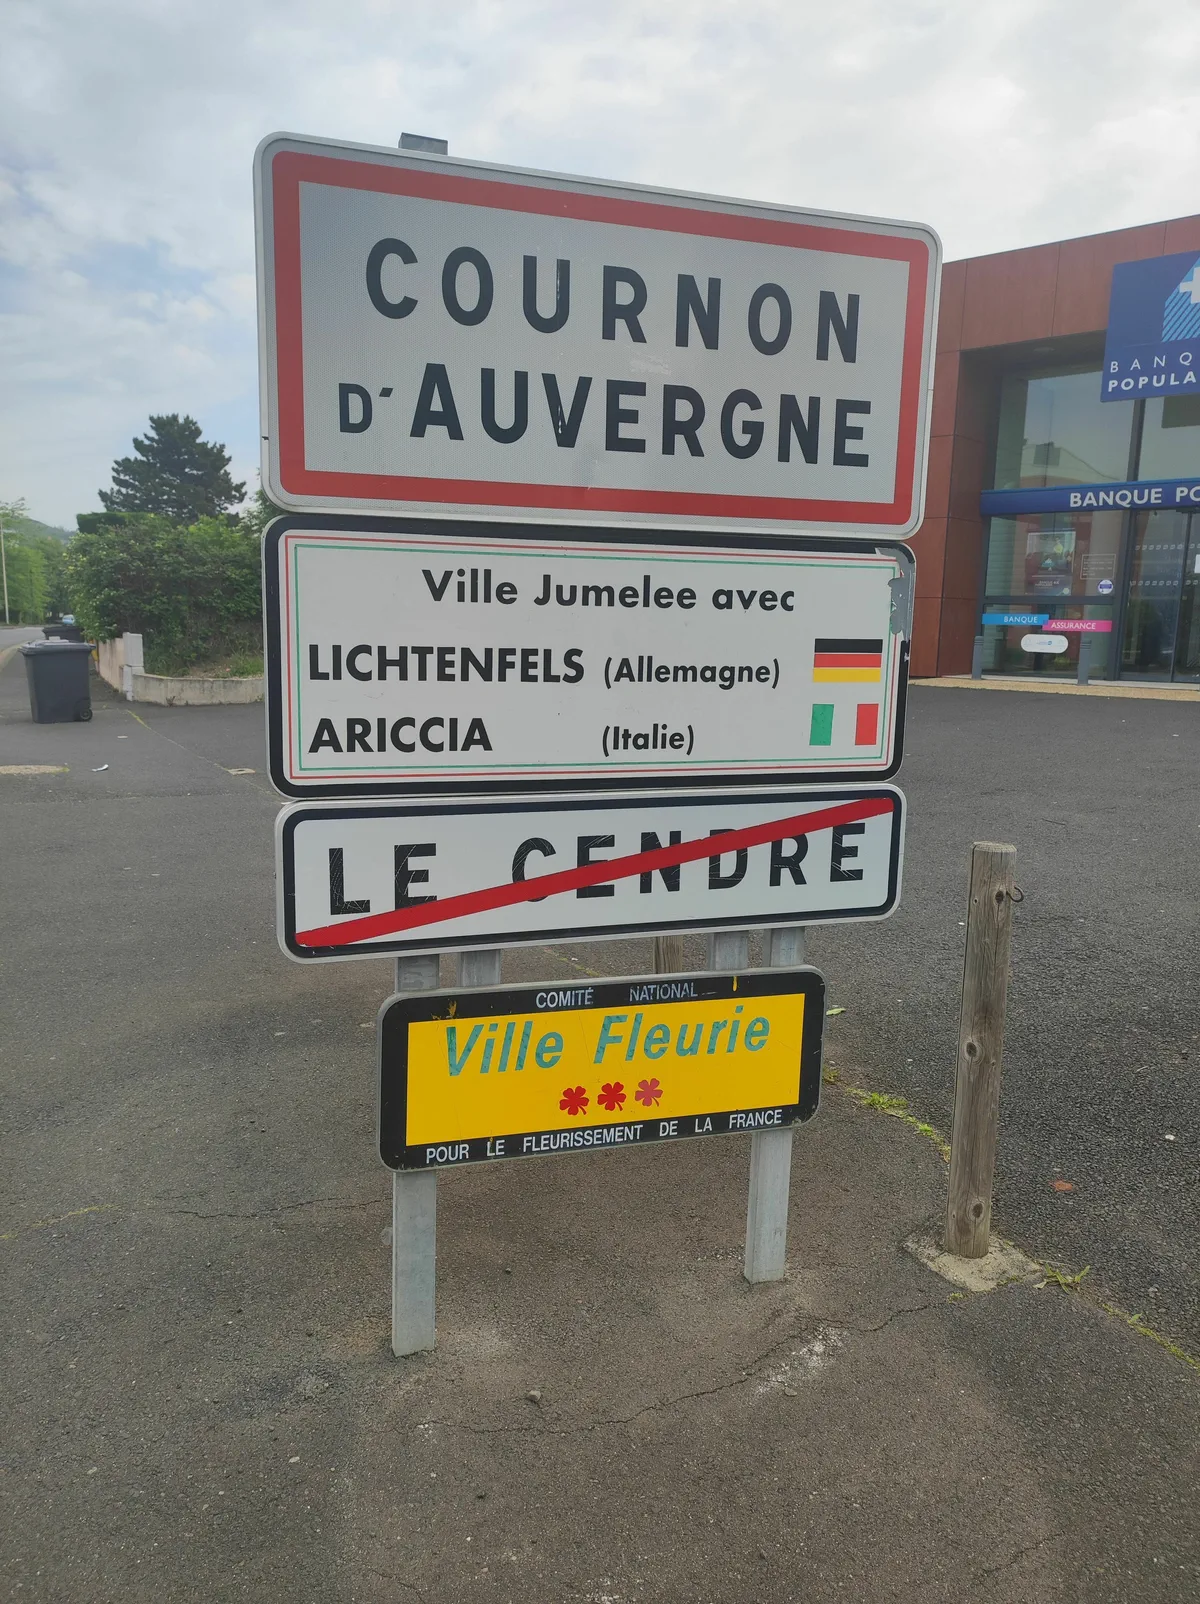 COURNON
D'AUVERGNE
Ville Jumelee avec
LICHTENFELS (Allemagne)
ARICCIA (Italie)
LE CENDRE
COMITÉ NATIONAL
Ville Fleurie
POUR LE FLEURISSEMENT DE LA FRANCE
BANQ
POPULA
BANQUE PO
BANQUE
ASSURANCE